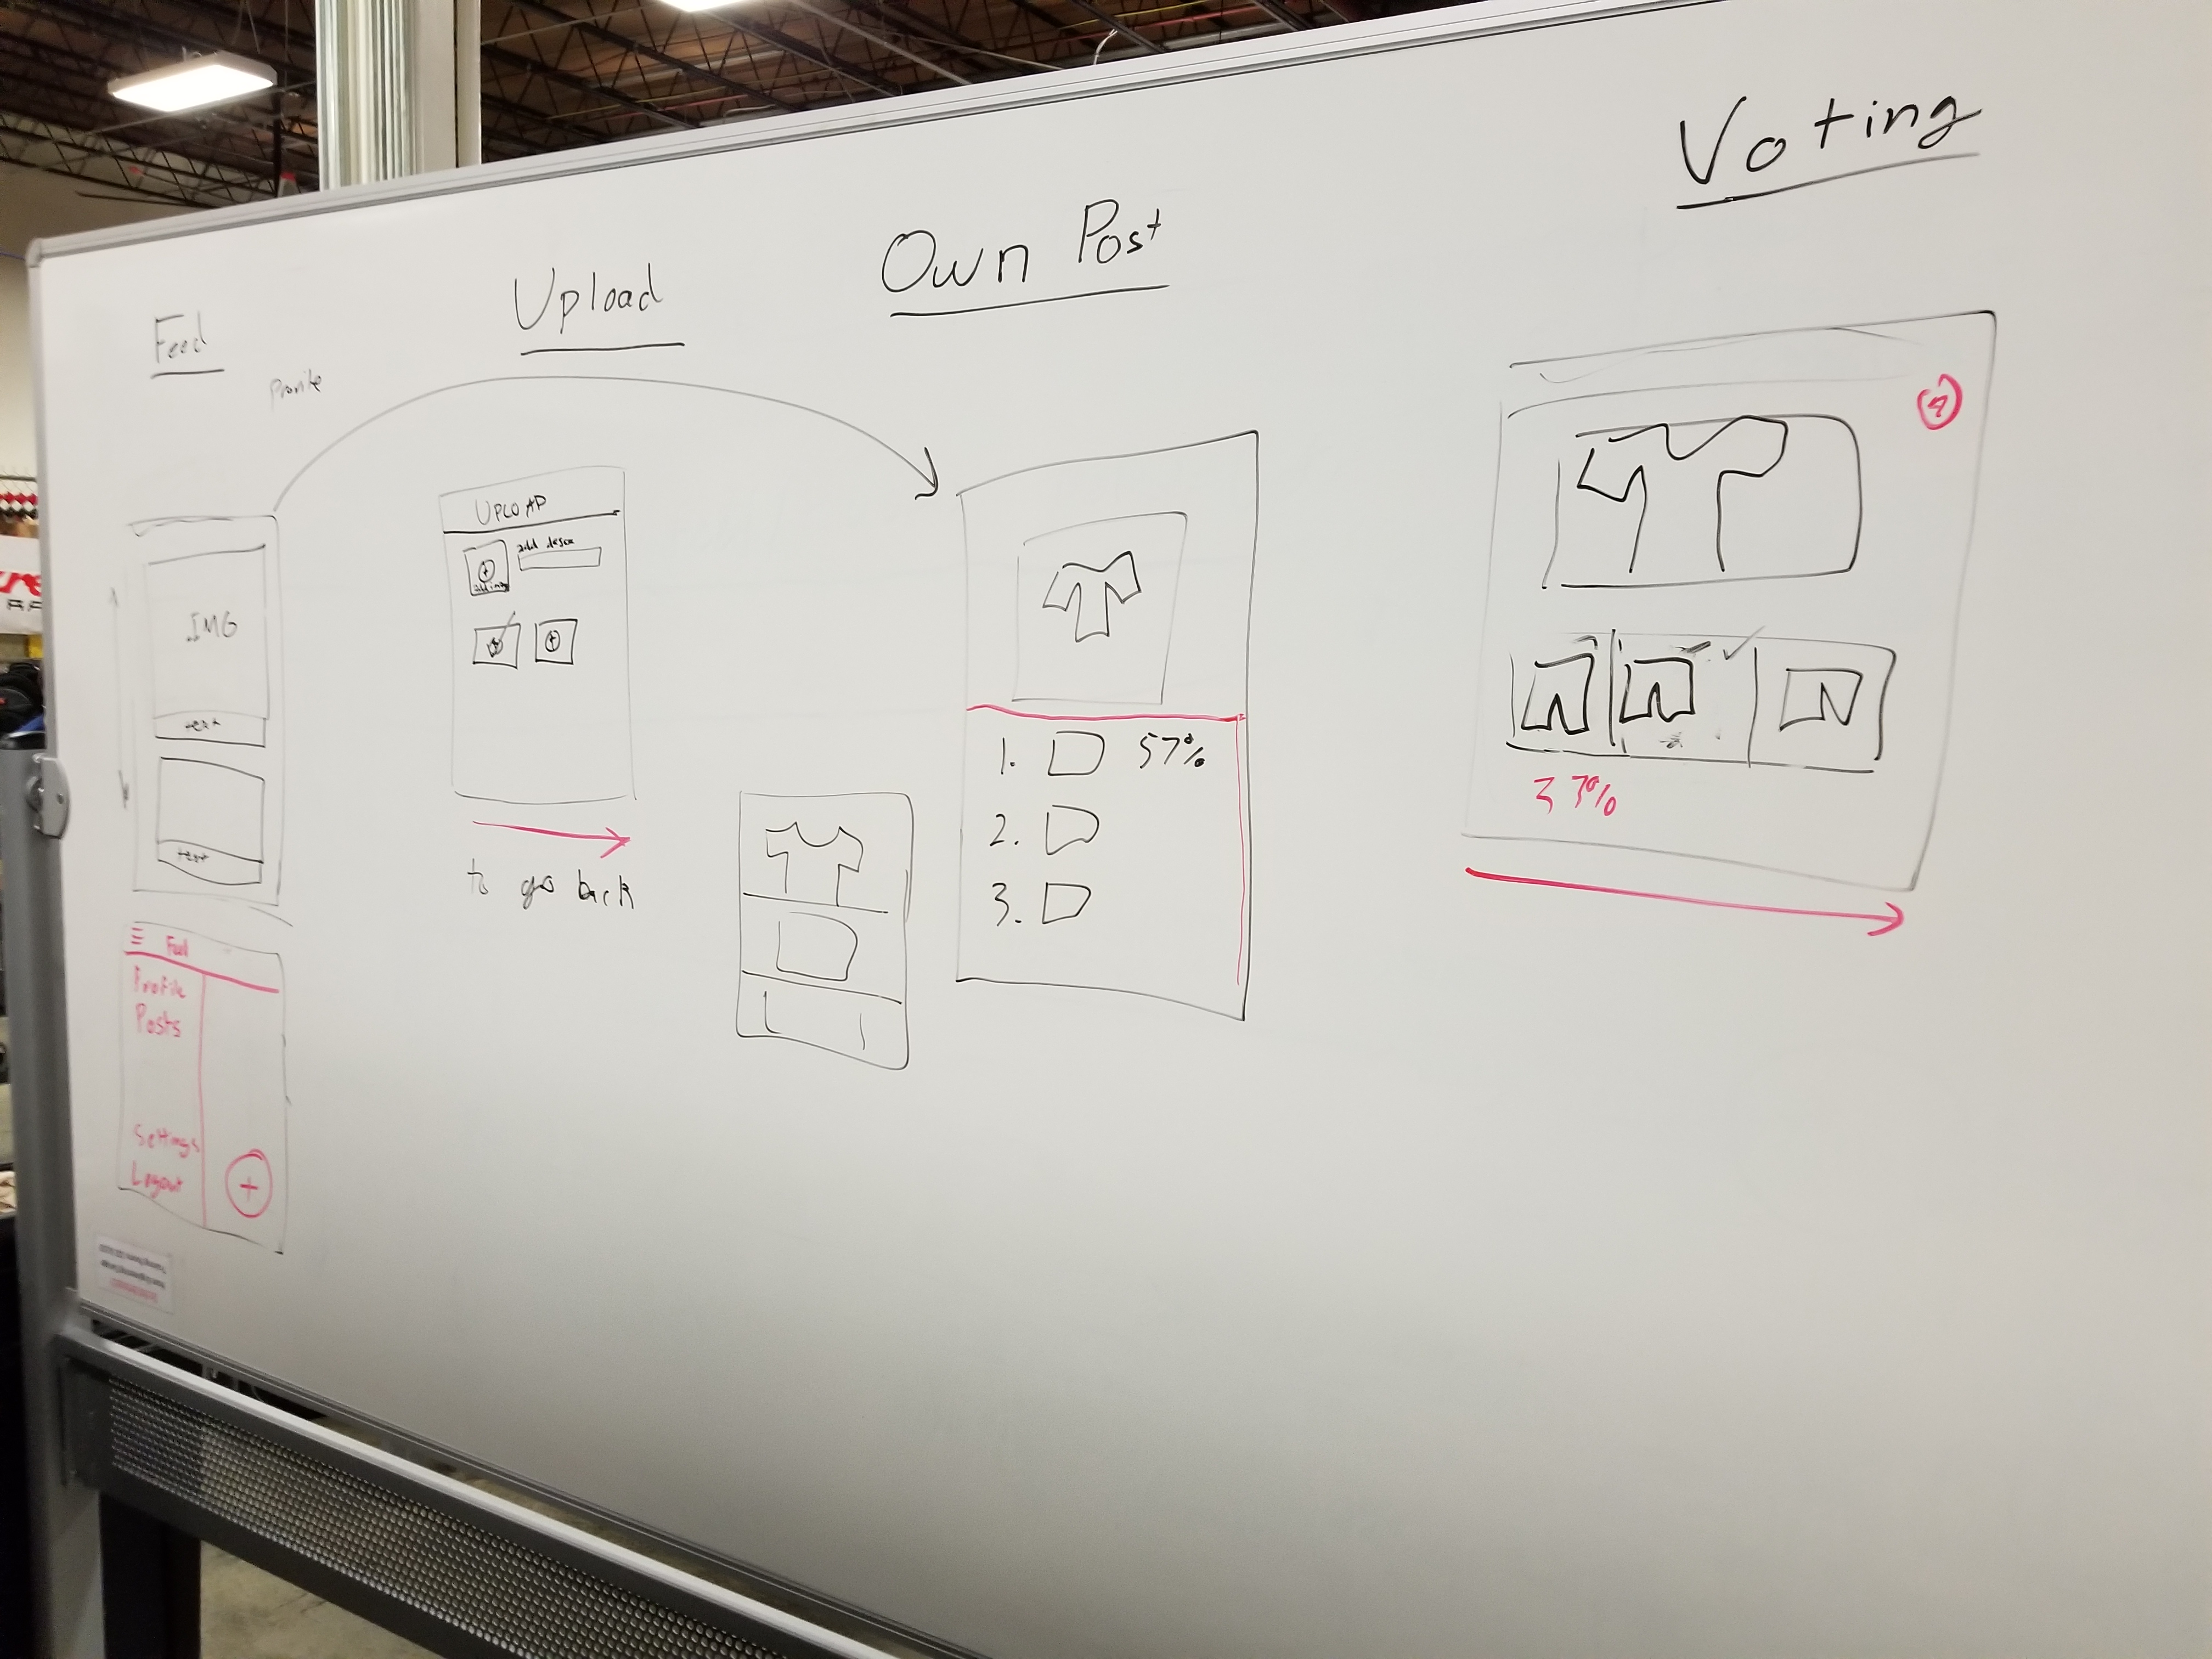 Voting
Own Post
Upload
Feed
UPLOAD
add descr
add img
IMG
text
text
1. 57%
2.
3.
37%
to go back
Feed
Profile
Posts
Settings
Logout